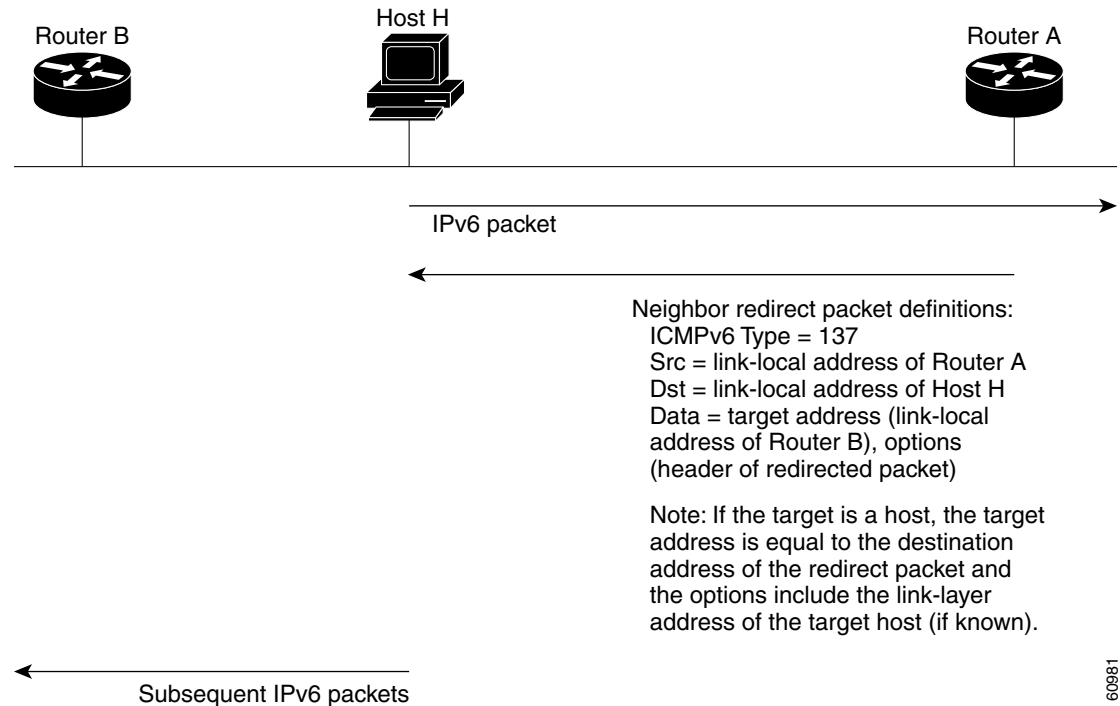 Router B
Host H
Router A
IPv6 packet
Neighbor redirect packet definitions:
ICMPv6 Type = 137
Src = link-local address of Router A
Dst = link-local address of Host H
Data = target address (link-local
address of Router B), options
(header of redirected packet)
Note: If the target is a host, the target
address is equal to the destination
address of the redirect packet and
the options include the link-layer
address of the target host (if known).
Subsequent IPv6 packets
60981